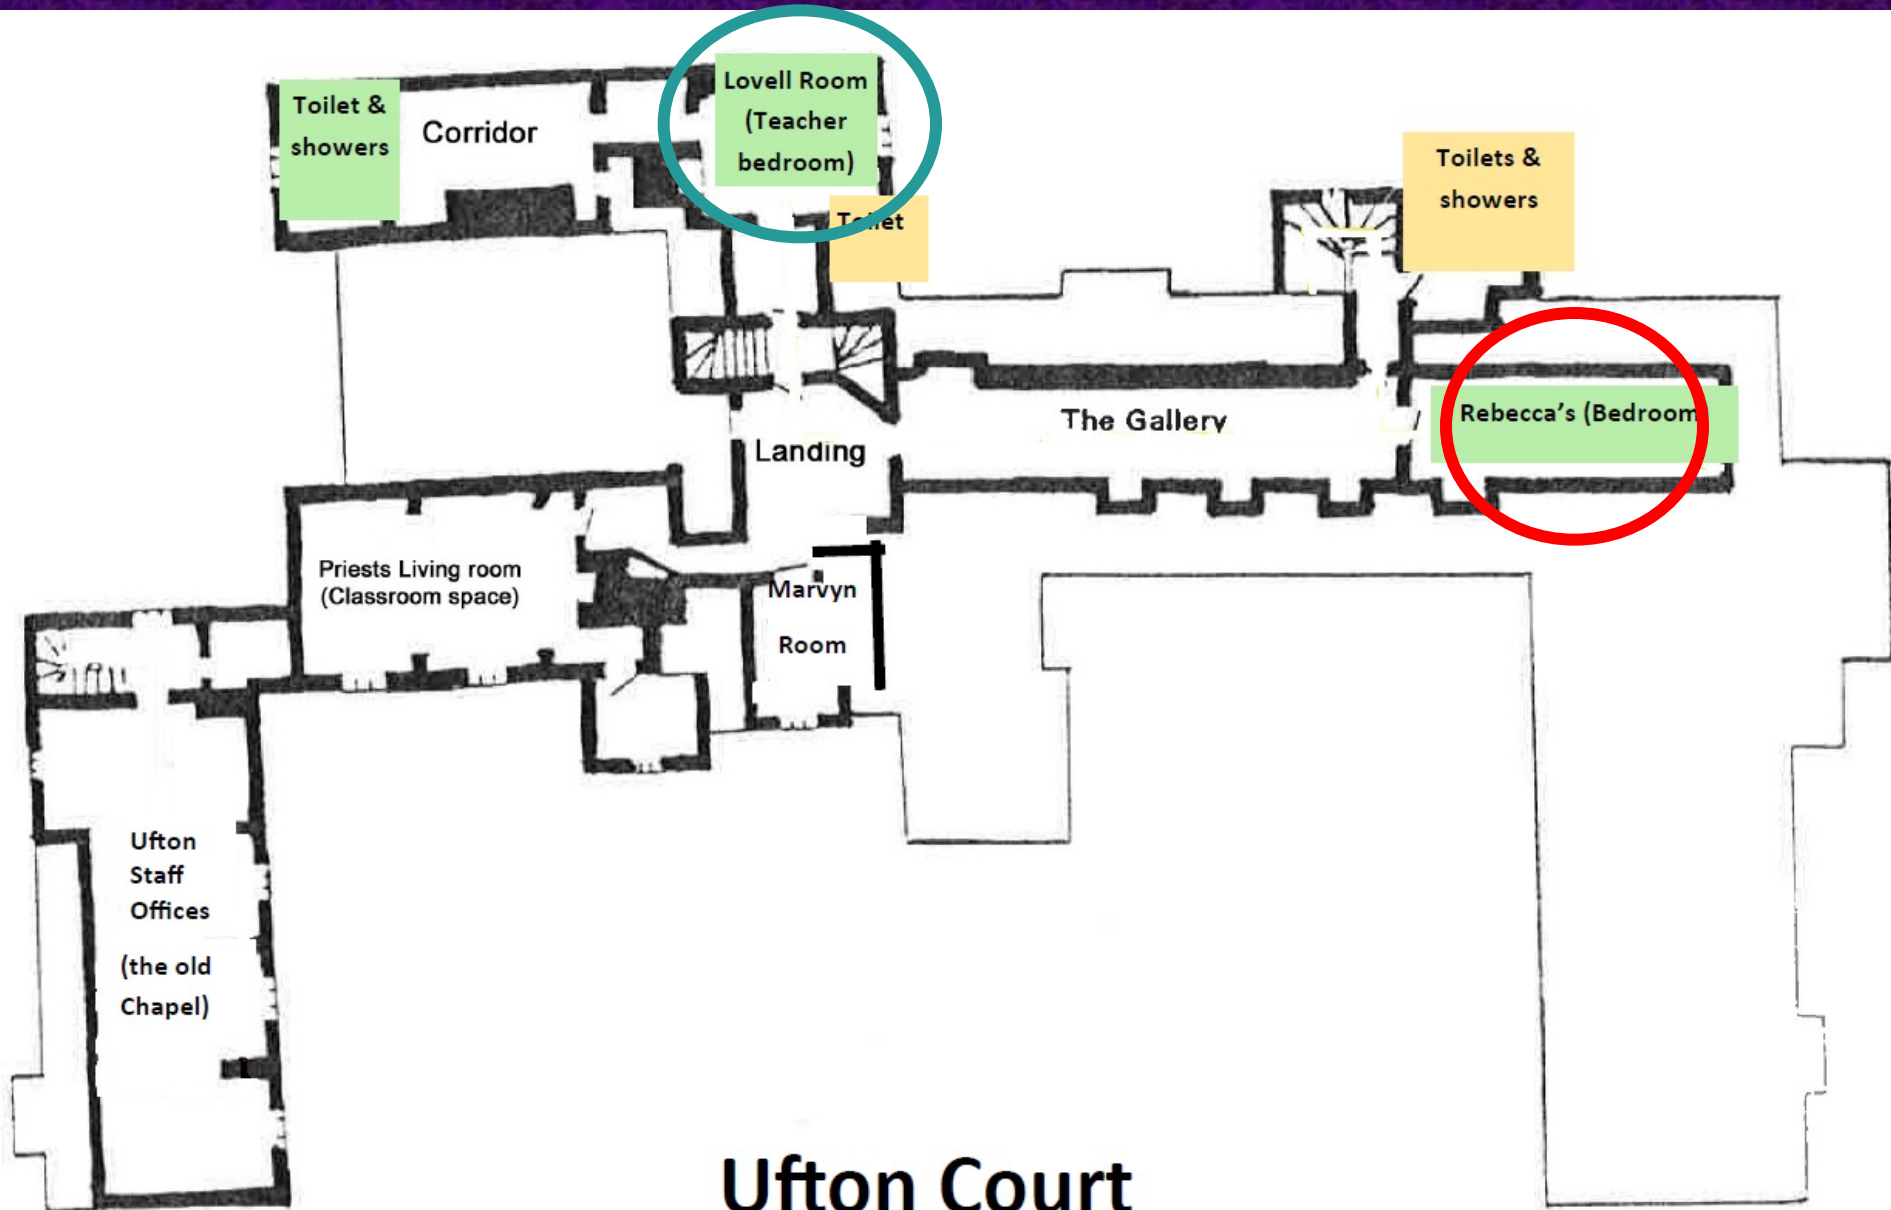 Toilet &
showers
Corridor
Lovell Room
(Teacher
bedroom)
Toilet
Toilets &
showers
The Gallery
Rebecca's (Bedroom
Landing
Priests Living room
(Classroom space)
Marvyn
Room
Ufton
Staff
Offices
(the old
Chapel)
Ufton Court